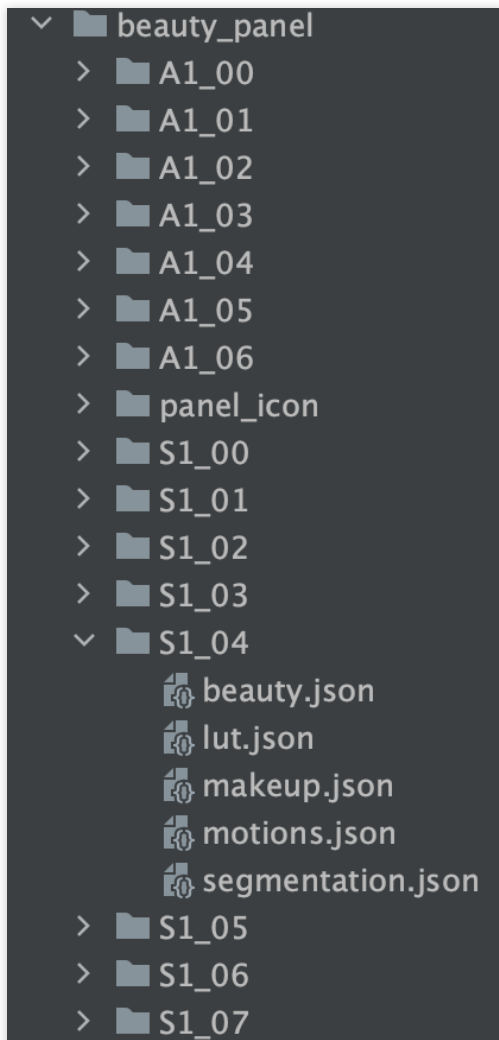 beauty_panel
A1_00
A1_01
A1_02
A1_03
A1_04
A1_05
A1_06
panel_icon
S1_00
S1_01
S1_02
S1_03
S1_04
beauty.json
lut.json
makeup.json
motions.json
segmentation.json
S1_05
S1_06
S1_07